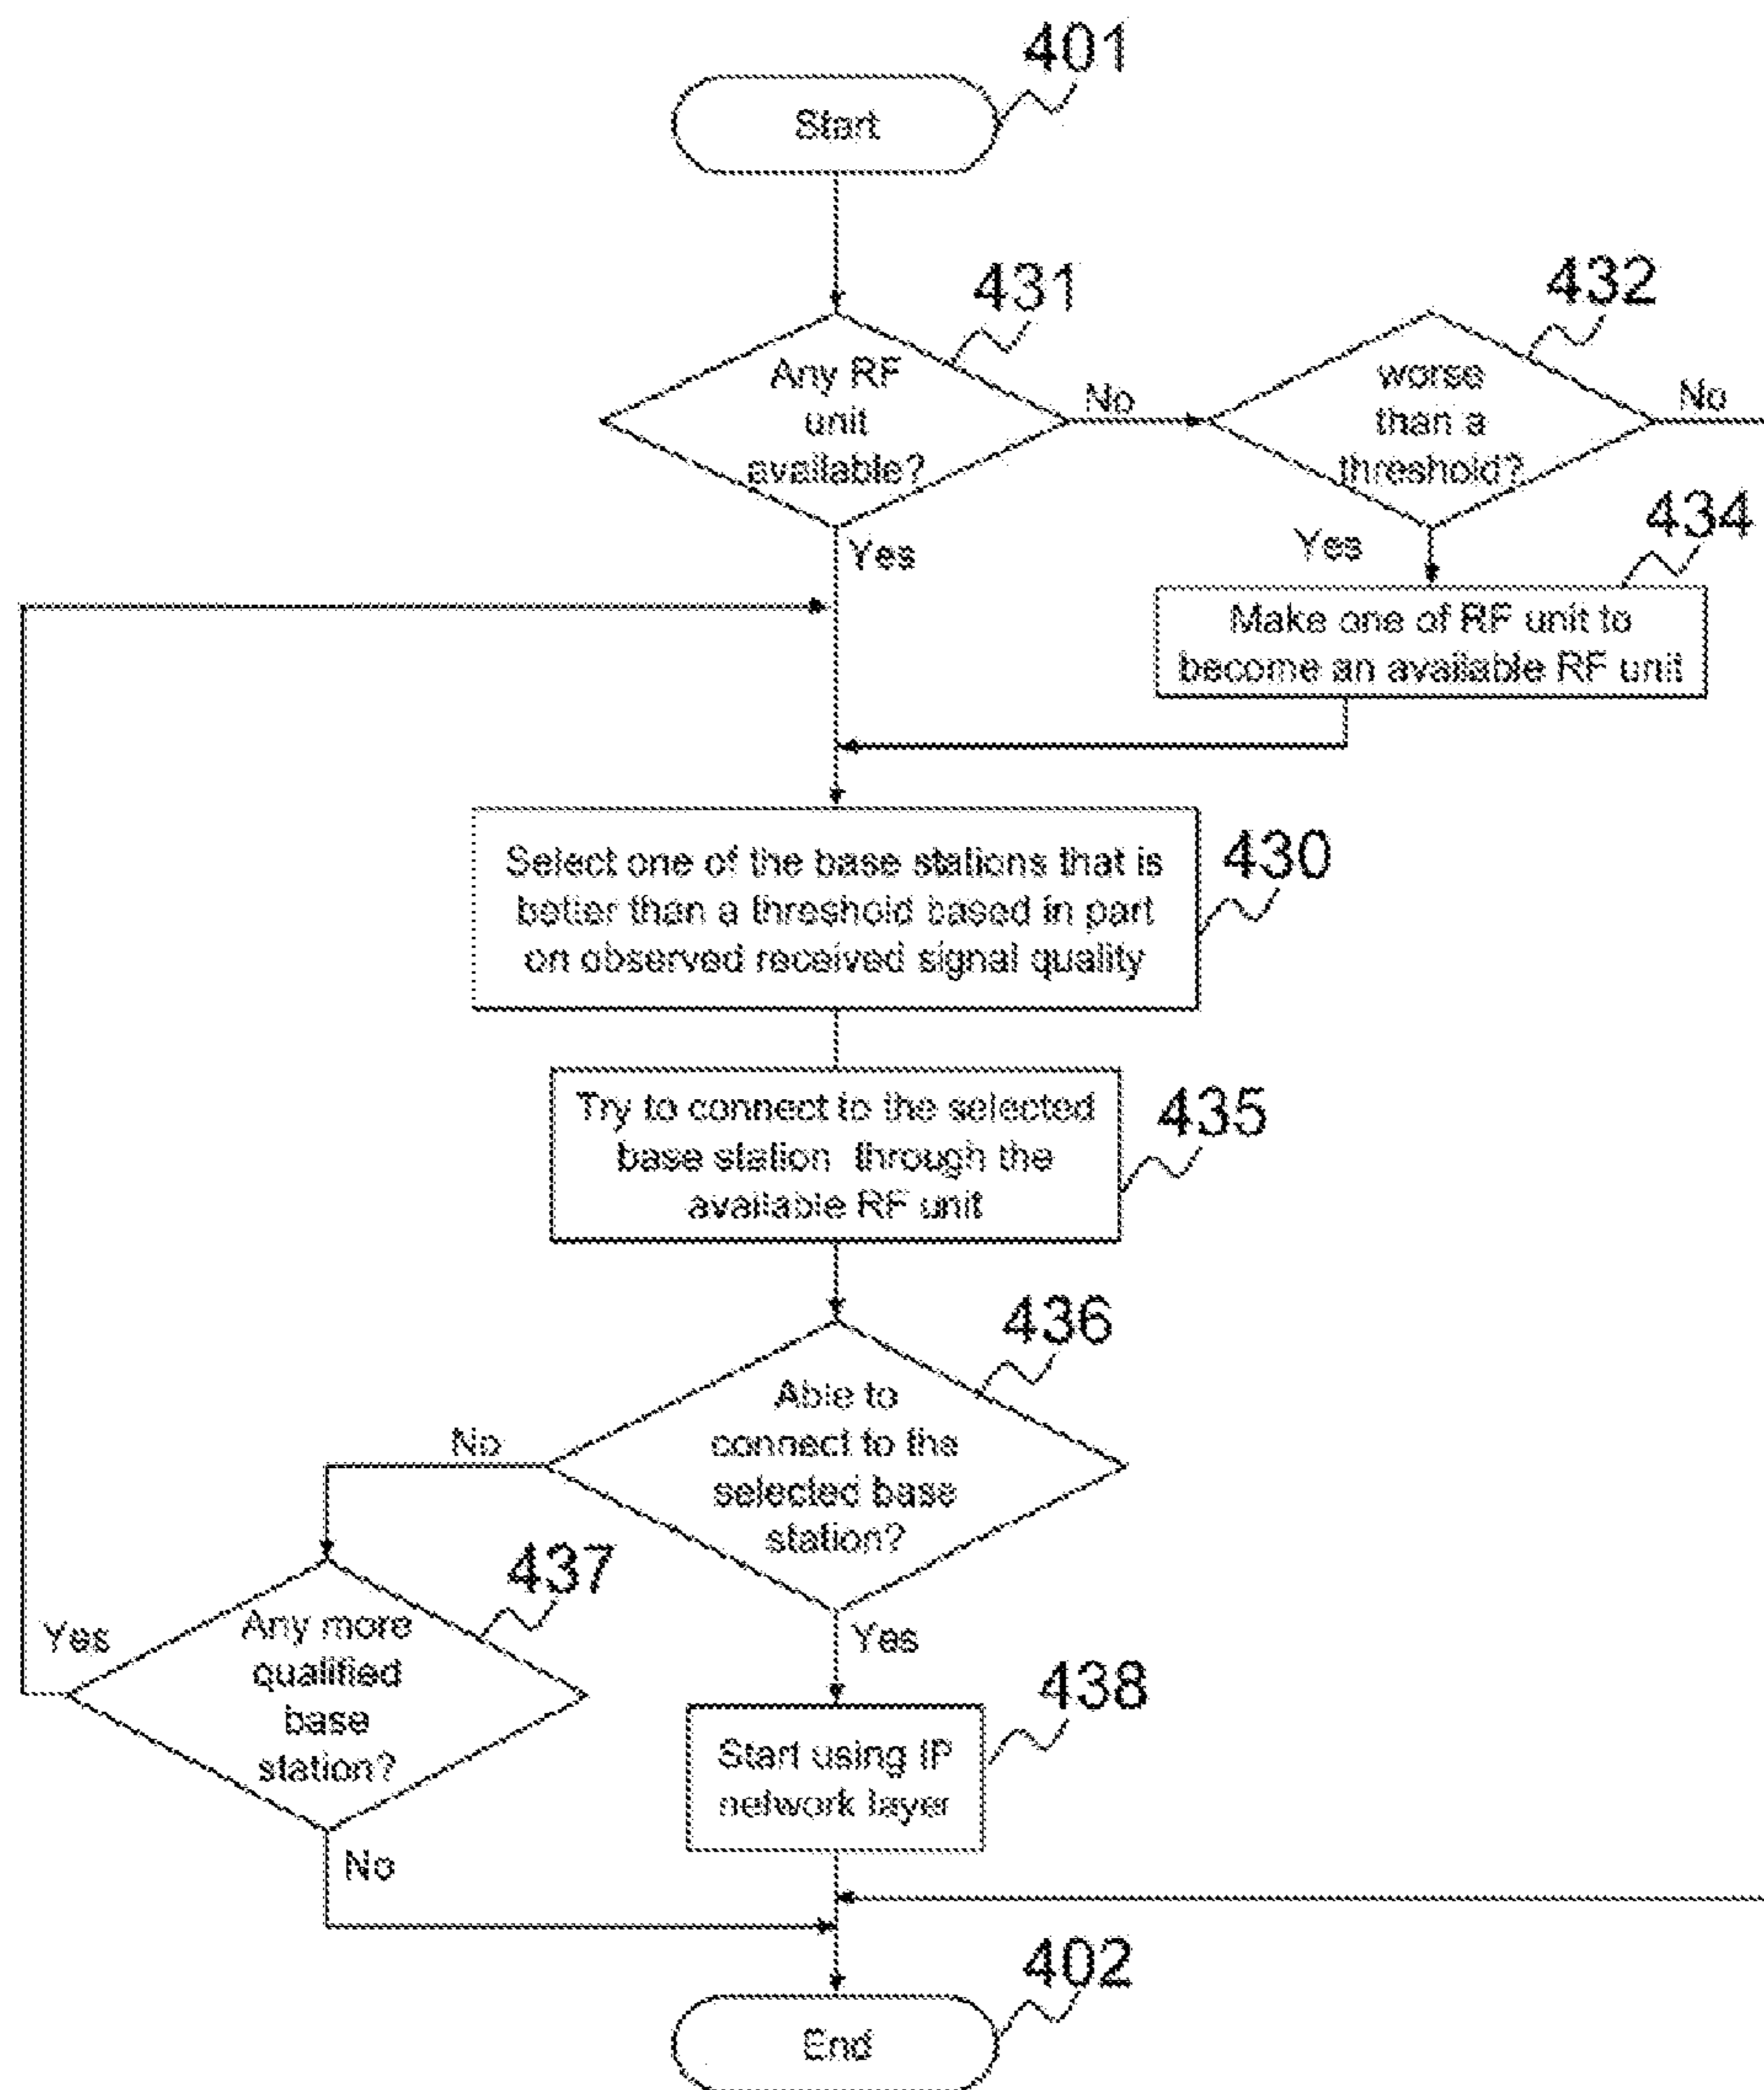 401
Start
431
432
Any RF
unit
available?
No
worse
than a
threshold?
No
Yes
Yes
434
Make one of RF unit to
become an available RF unit
Select one of the base stations that is
better than a threshold based in part
on observed received signal quality
430
Try to connect to the selected
base station through the
available RF unit
435
436
Able to
connect to the
selected base
station?
No
437
Yes
Any more
qualified
base
station?
Yes
438
Start using IP
network layer
No
402
End